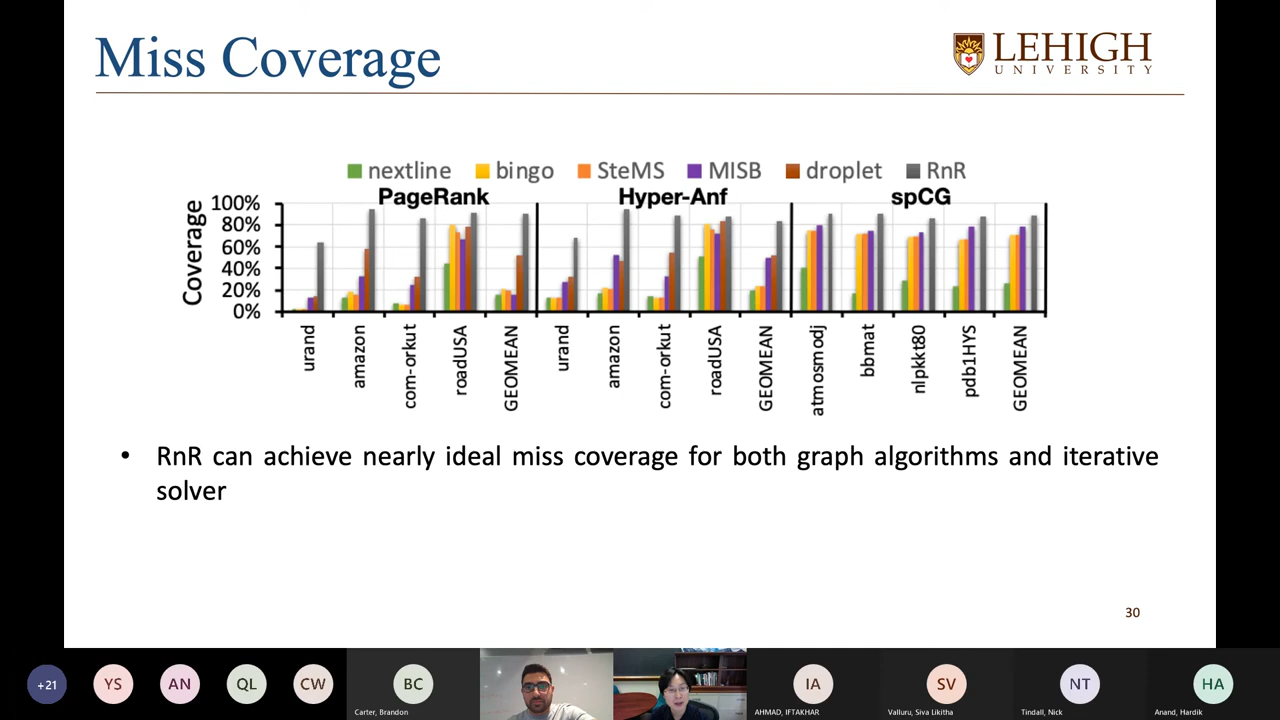 Miss Coverage
LEHIGH
UNIVERSITY
nextline bingo SteMS MISB droplet RnR
PageRank Hyper-Anf spCG
Coverage
100%
80%
60%
40%
20%
0%
urand amazon com-orkut roadUSA GEOMEAN urand amazon com-orkut roadUSA GEOMEAN atmosmodj bbmat nlpkkt80 pdb1HYS GEOMEAN
• RnR can achieve nearly ideal miss coverage for both graph algorithms and iterative
solver
30
+21 YS AN QL CW BC IA SV NT HA
Carter, Brandon AHMAD, IFTAKHAR Valluru, Siva Likitha Tindall, Nick Anand, Hardik